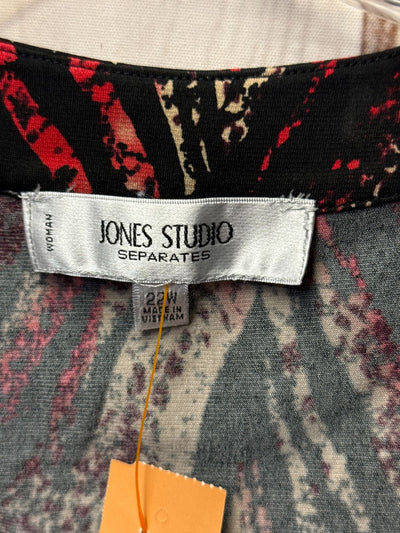 WOMAN
JONES STUDIO
SEPARATES
22W
MADE IN
VIETNAM